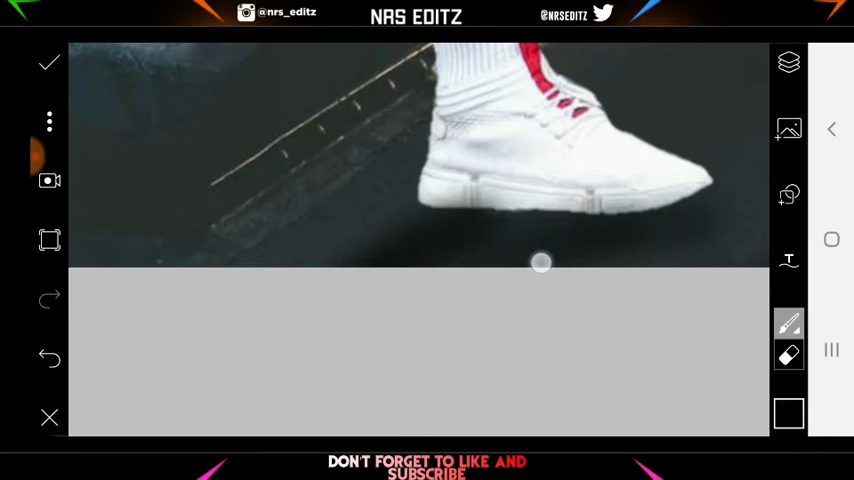 @nrs_editz
NRS EDITZ
@NRSEDITZ
T
DON'T FORGET TO LIKE AND
SUBSCRIBE